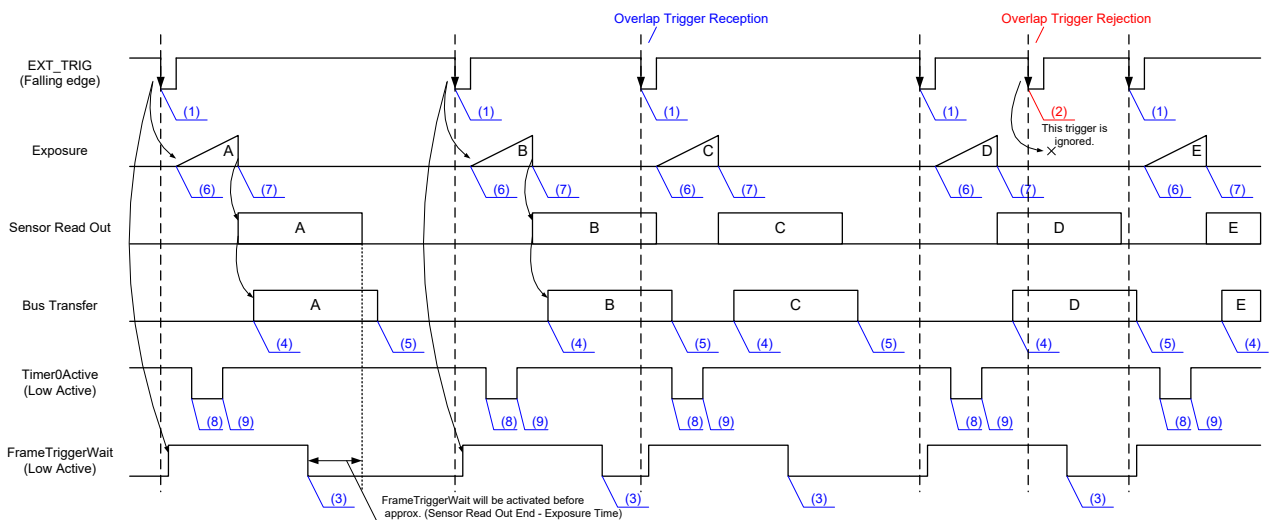 Overlap Trigger Reception
Overlap Trigger Rejection
EXT_TRIG
(Falling edge)
(1)
(1)
(1)
(1)
(2)
(1)
This trigger is
ignored.
Exposure
A
B
C
D
E
(6)
(7)
(6)
(7)
(6)
(7)
(6)
(7)
(6)
(7)
Sensor Read Out
A
B
C
D
E
Bus Transfer
A
B
C
D
E
(4)
(5)
(4)
(5)
(4)
(5)
(4)
(5)
(4)
Timer0Active
(Low Active)
(8)
(9)
(8)
(9)
(8)
(9)
(8)
(9)
(8)
(9)
FrameTriggerWait
(Low Active)
(3)
(3)
(3)
(3)
FrameTriggerWait will be activated before
approx. (Sensor Read Out End - Exposure Time)